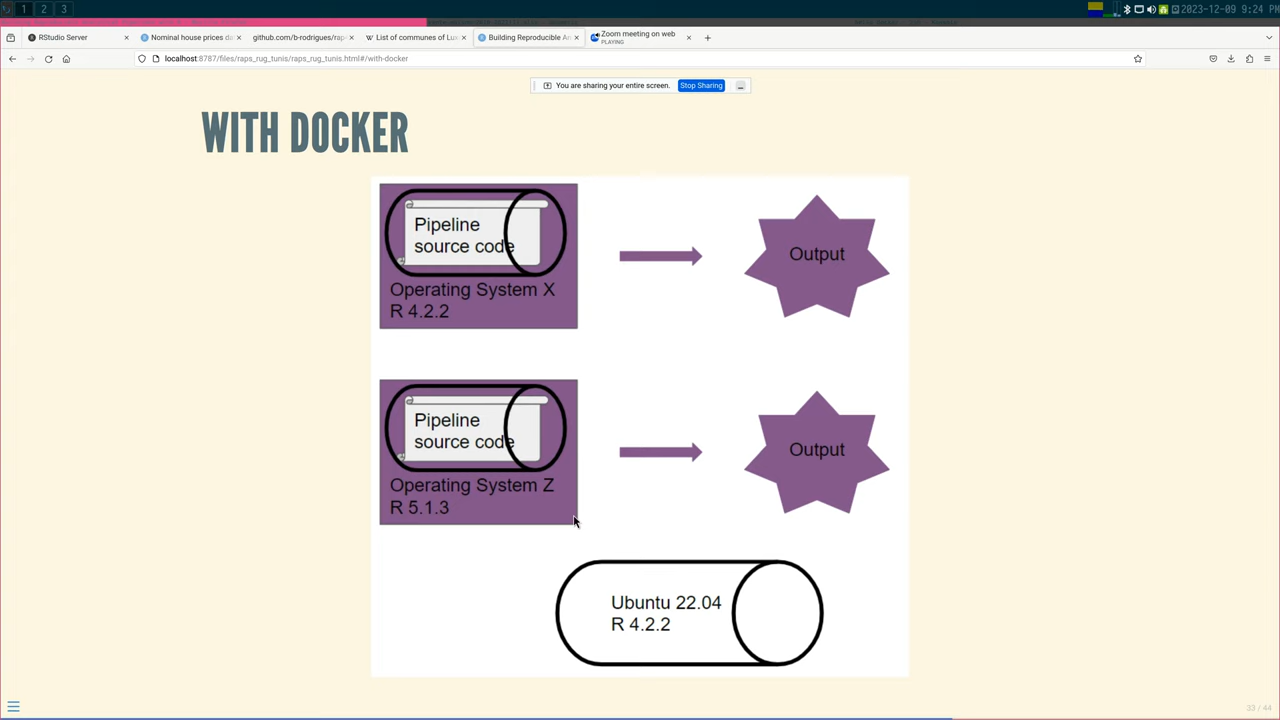 1 2 3
2023-12-09 9:24 PM
RStudio Server
Nominal house prices do
github.com/b-rodrigues/rap-
List of communes of Lux
Building Reproducible An
Zoom meeting on web
PLAYING
localhost:8787/files/raps_rug_tunis/raps_rug_tunis.html#/with-docker
You are sharing your entire screen.
Stop Sharing
WITH DOCKER
Pipeline
source code
Operating System X
R 4.2.2
Output
Pipeline
source code
Operating System Z
R 5.1.3
Output
Ubuntu 22.04
R 4.2.2
33 / 44